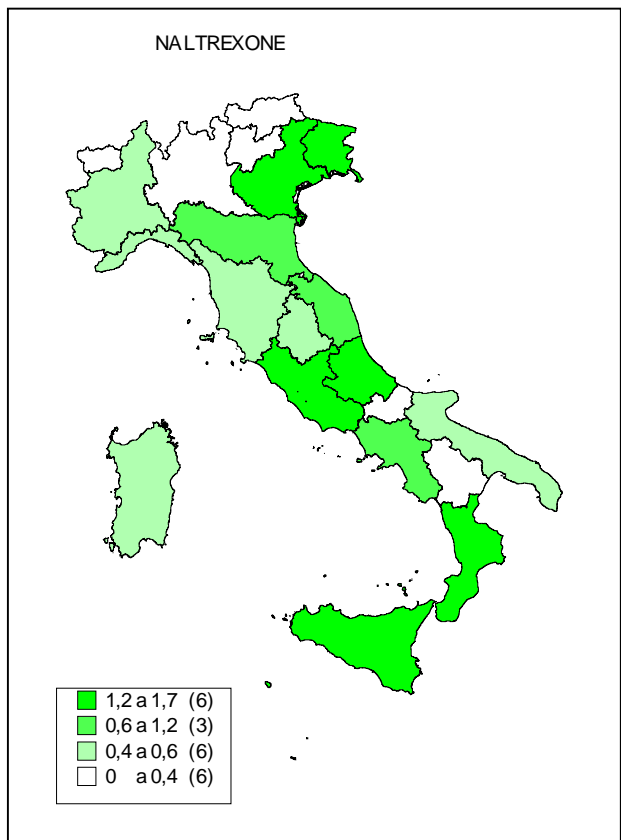 NALTREXONE
1,2 a 1,7 (6)
0,6 a 1,2 (3)
0,4 a 0,6 (6)
0 a 0,4 (6)